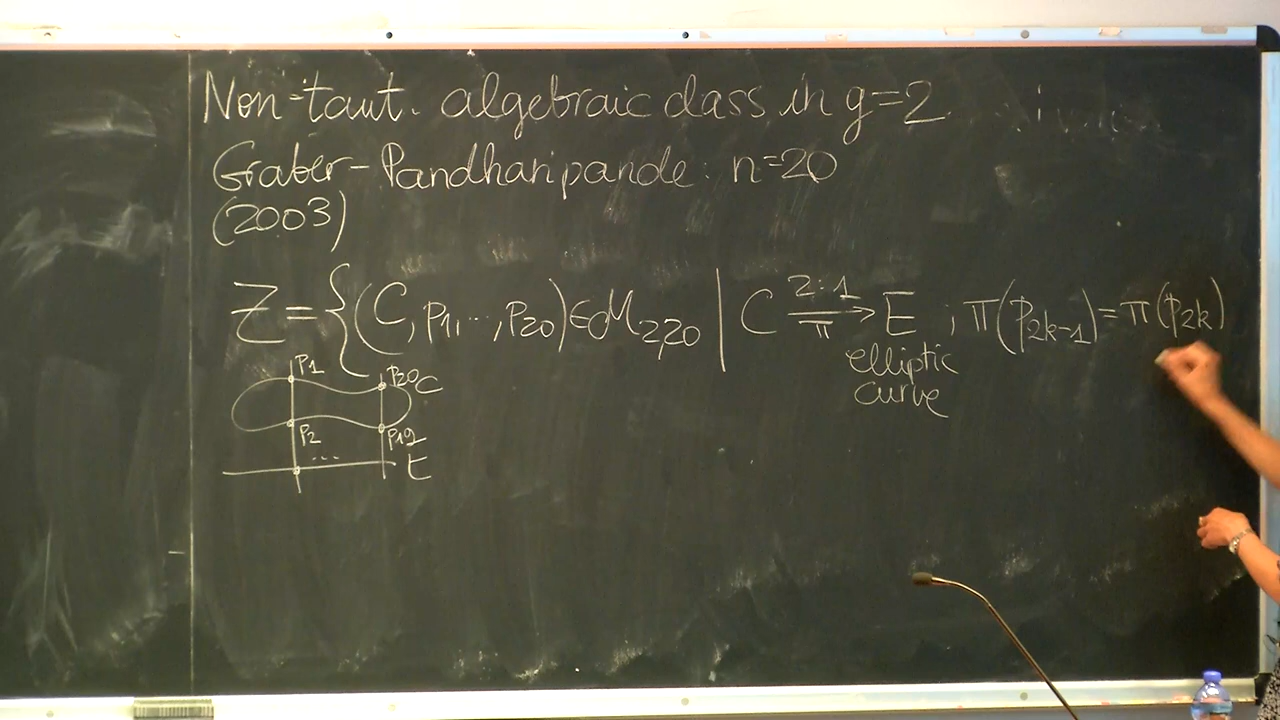 Non-taut. algebraic class in g=2
Graber-Pandharipande: n=20
(2003)
Z = { (C, p1, ..., p20) ∈ M2,20 | C 2:1 →π E ; π(p2k-1) = π(p2k)
elliptic
curve
p1 p20 C
p2 p19
... E